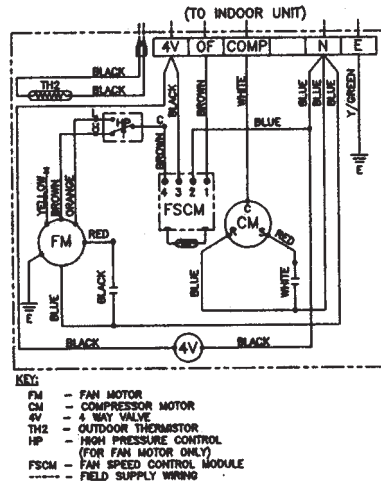 (TO INDOOR UNIT)
4V OF COMP N E
BLACK
TH2
BLACK
BLACK
BROWN
WHITE
BLUE
BLUE
BLUE
Y/GREEN
L
HP
C
BLUE
BROWN
E
YELLOW
BROWN
ORANGE
4 3 2 1
FSCM
C
CM
R S
FM
RED
RED
BLUE
BLACK
BLUE
WHITE
E
BLACK
4V
BLACK
KEY:
FM - FAN MOTOR
CM - COMPRESSOR MOTOR
4V - 4 WAY VALVE
TH2 - OUTDOOR THERMISTOR
HP - HIGH PRESSURE CONTROL
(FOR FAN MOTOR ONLY)
FSCM - FAN SPEED CONTROL MODULE
----- - FIELD SUPPLY WIRING